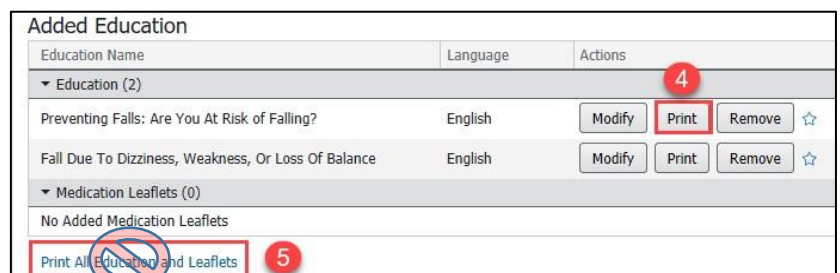 Added Education
Education Name Language Actions
4
Education (2)
Preventing Falls: Are You At Risk of Falling? English Modify Print Remove
Fall Due To Dizziness, Weakness, Or Loss Of Balance English Modify Print Remove
Medication Leaflets (0)
No Added Medication Leaflets
Print All Education and Leaflets 5